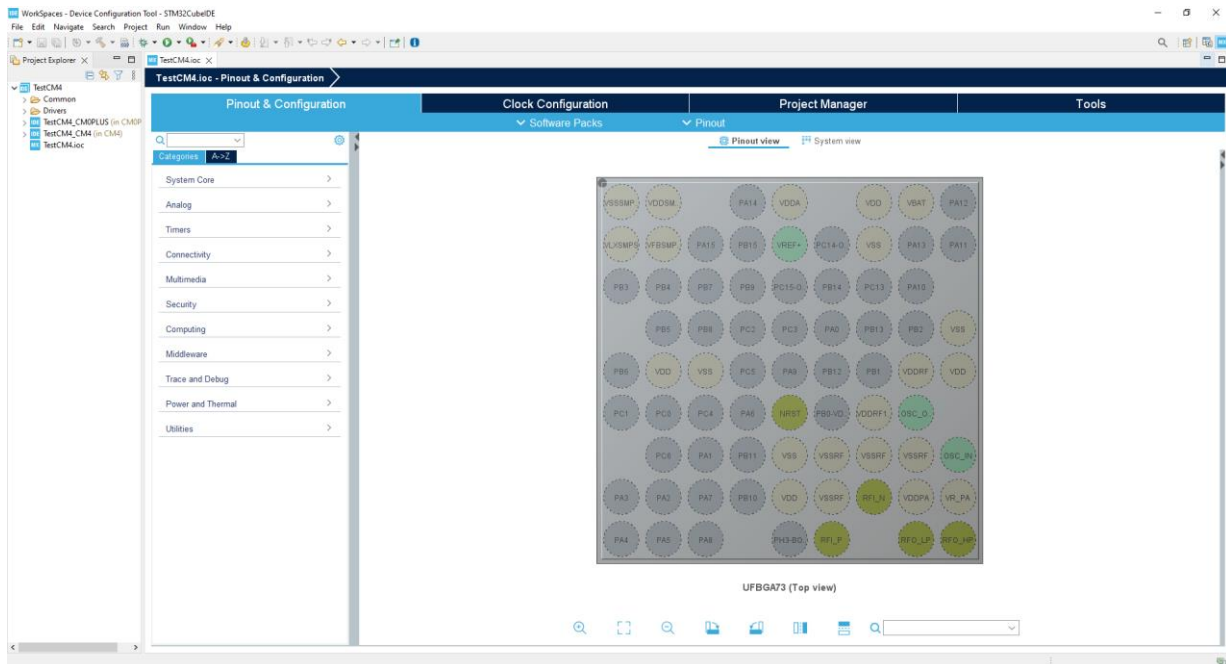 WorkSpaces - Device Configuration Tool - STM32CubeIDE
File Edit Navigate Search Project Run Window Help
Project Explorer
TestCM4.ioc
TestCM4
Common
Drivers
TestCM4_CM0PLUS (in CM0P
TestCM4_CM4 (in CM4)
TestCM4.ioc
TestCM4.ioc - Pinout & Configuration
Pinout & Configuration Clock Configuration Project Manager Tools
Software Packs Pinout
Pinout view System view
Categories A->Z
System Core
Analog
Timers
Connectivity
Multimedia
Security
Computing
Middleware
Trace and Debug
Power and Thermal
Utilities
VSSSMP. VDDSM. PA14 VDDA VDD VBAT PA12
VLXSMPS VFBSMP. PA15 PB15 VREF+ PC14-O. VSS PA13 PA11
PB3 PB4 PB7 PB9 PC15-O. PB14 PC13 PA10
PB5 PB8 PC2 PC3 PA0 PB13 PB2 VSS
PB6 VDD VSS PC5 PA9 PB12 PB1 VDDRF VDD
PC1 PC0 PC4 PA6 NRST PB0-VD. VDDRF1. OSC_O.
PC6 PA1 PB11 VSS VSSRF VSSRF VSSRF OSC_IN
PA3 PA2 PA7 PB10 VDD VSSRF RFI_N VDDPA VR_PA
PA4 PA5 PA8 PH3-BO. RFI_P RFO_LP RFO_HP
UFBGA73 (Top view)